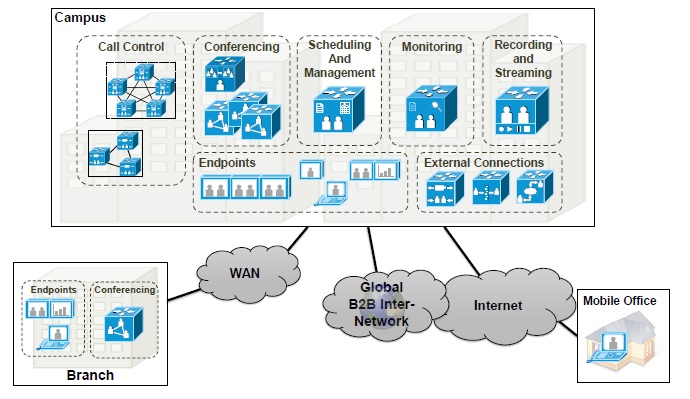 Campus
Call Control
Conferencing
Scheduling
And
Management
Monitoring
Recording
and
Streaming
Endpoints
External Connections
WAN
Global
B2B Inter-
Network
Internet
Endpoints
Conferencing
Branch
Mobile Office